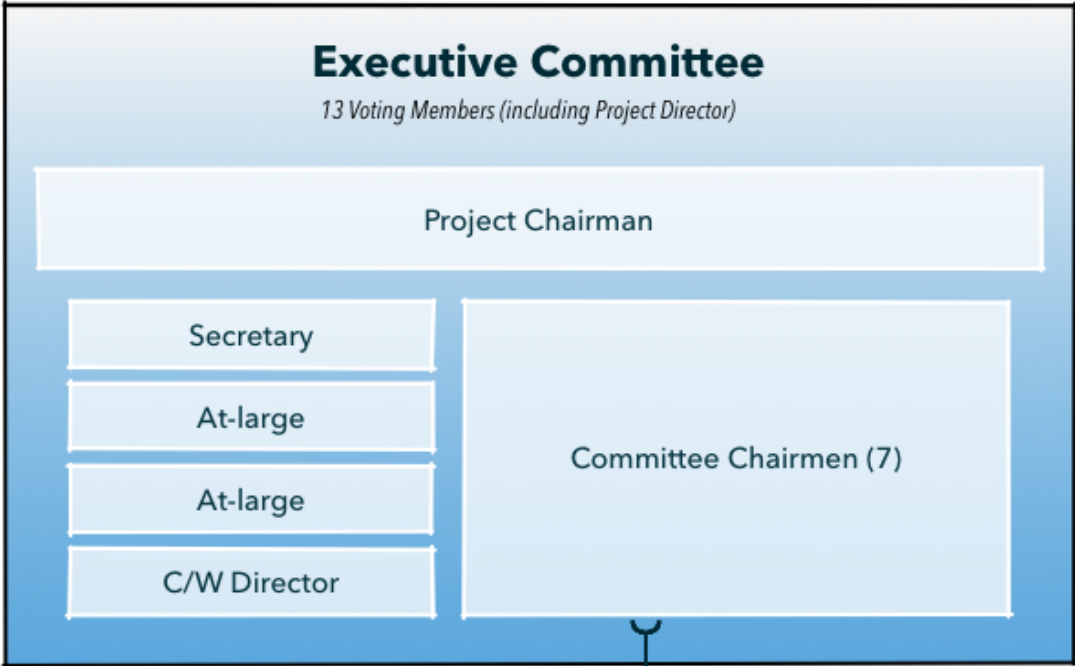 Executive Committee
13 Voting Members (including Project Director)
Project Chairman
Secretary
At-large
At-large
C/W Director
Committee Chairmen (7)